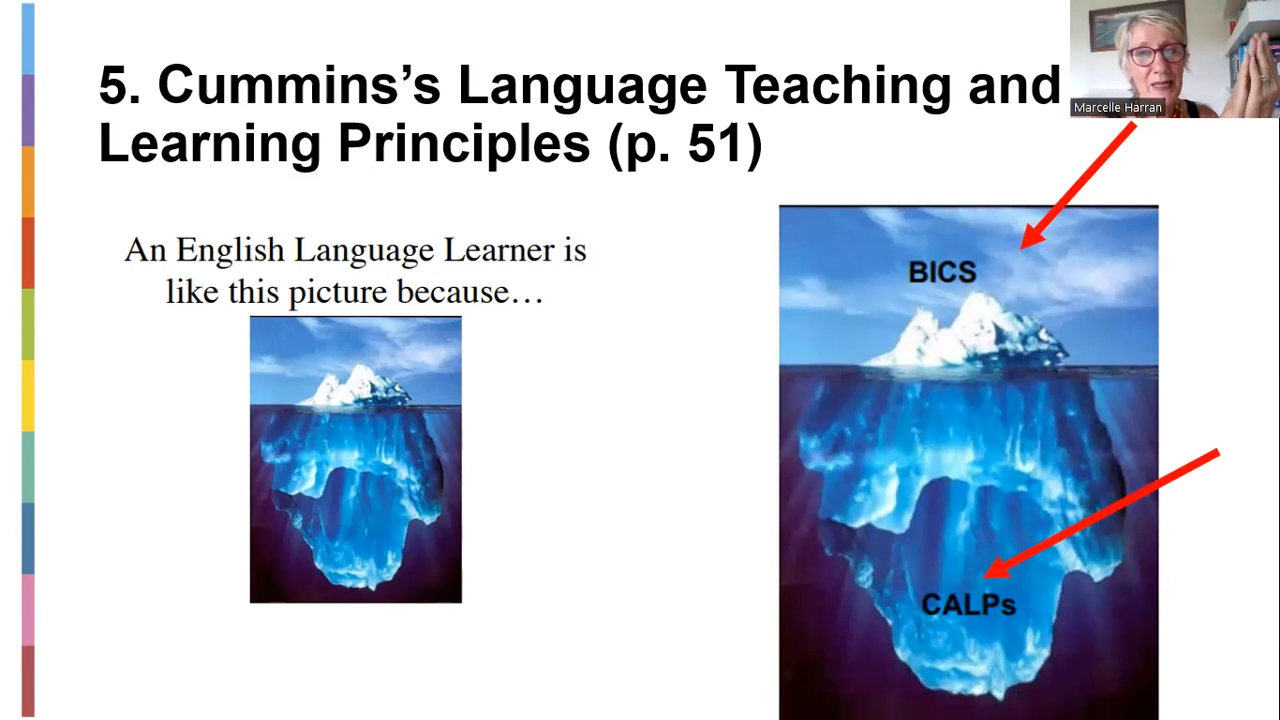 5. Cummins’s Language Teaching and
Learning Principles (p. 51)
Marcelle Harran
An English Language Learner is
like this picture because…
BICS
CALPs